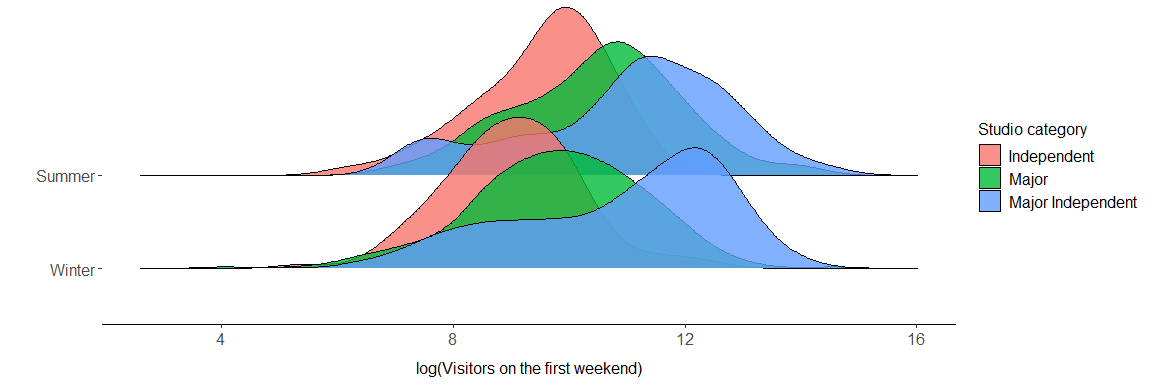 Summer
Winter
4 8 12 16
log(Visitors on the first weekend)
Studio category
Independent
Major
Major Independent